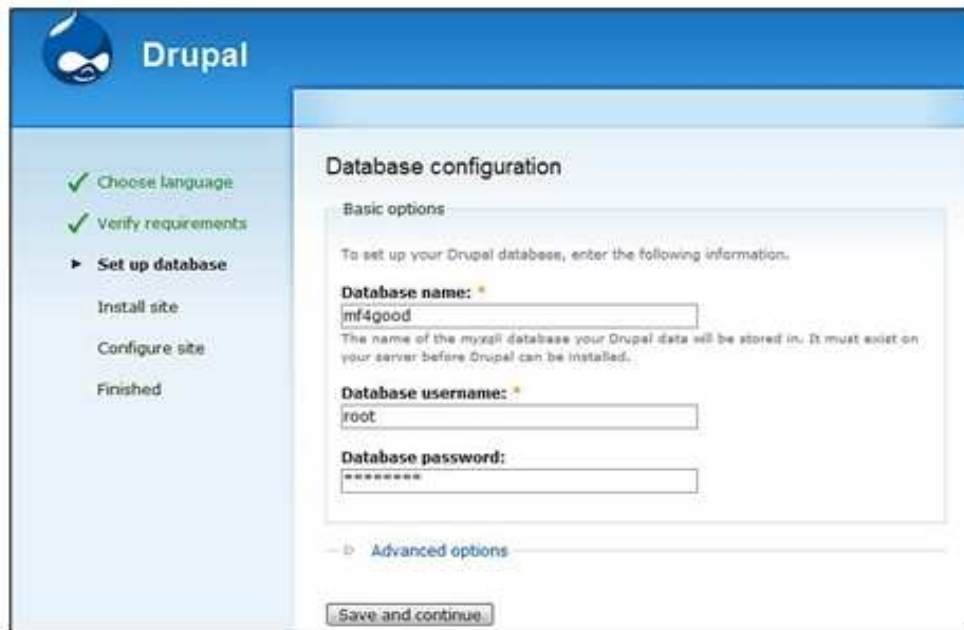 Drupal
Choose language
Verify requirements
Set up database
Install site
Configure site
Finished
Database configuration
Basic options
To set up your Drupal database, enter the following information.
Database name: *
mf4good
The name of the mysqli database your Drupal data will be stored in. It must exist on
your server before Drupal can be installed.
Database username: *
root
Database password:
********
Advanced options
Save and continue